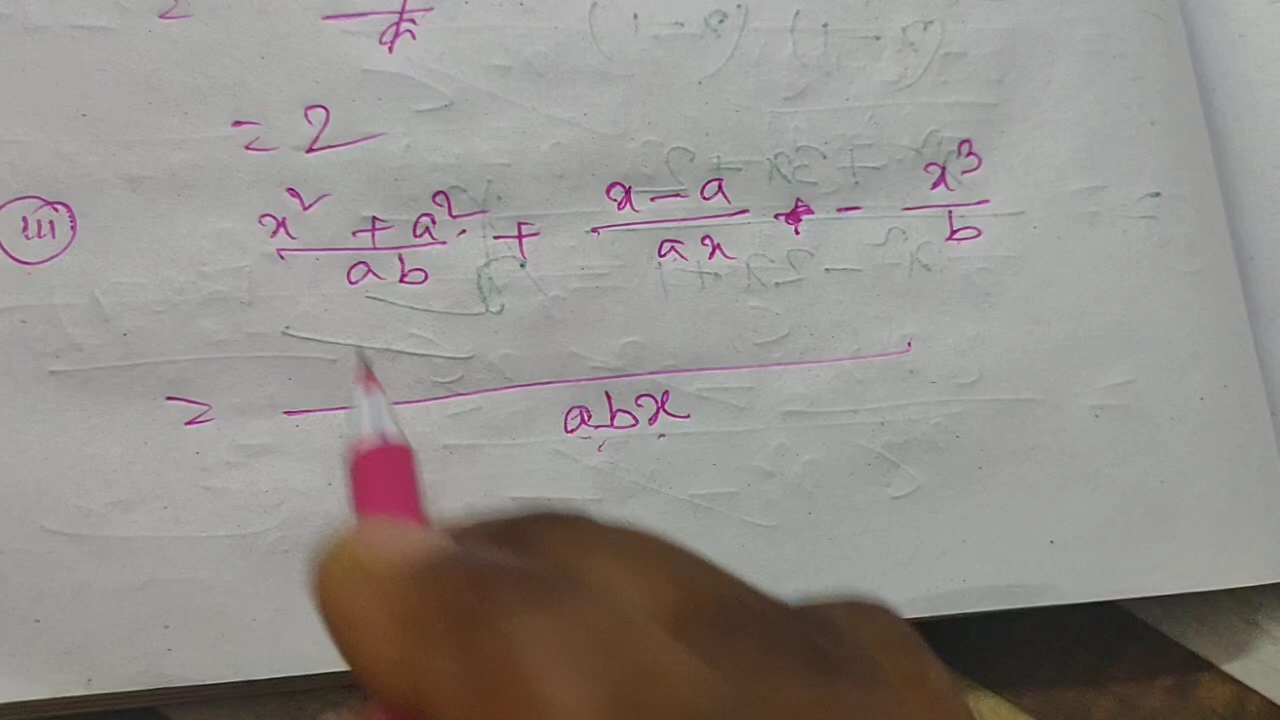 = 2
(iii) x² + a² / ab + x - a / ax - x³ / b
= / abx